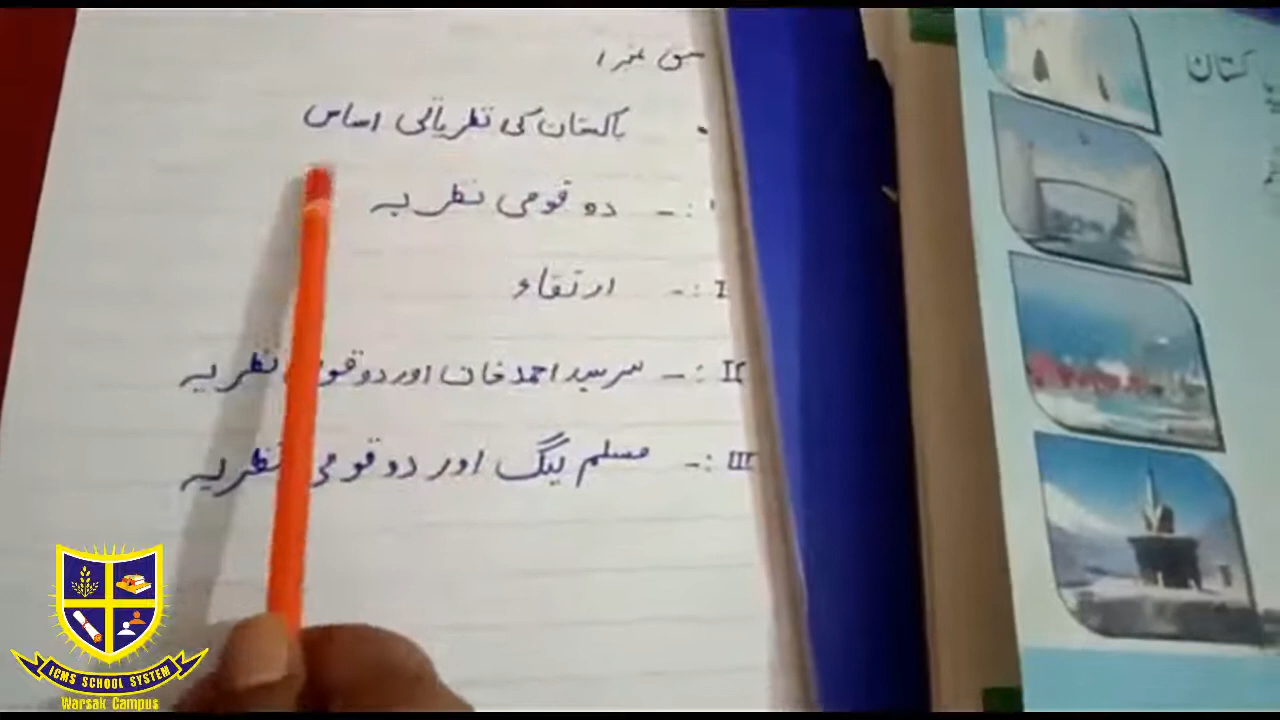 سبق نمبر ۱
پاکستان کی نظریاتی اساس
دو قومی نظریہ
I :- ارتقاء
II :- سرسید احمد خان اور دو قومی نظریہ
III :- مسلم لیگ اور دو قومی نظریہ
پاکستان
ICMS SCHOOL SYSTEM
Warsak Campus